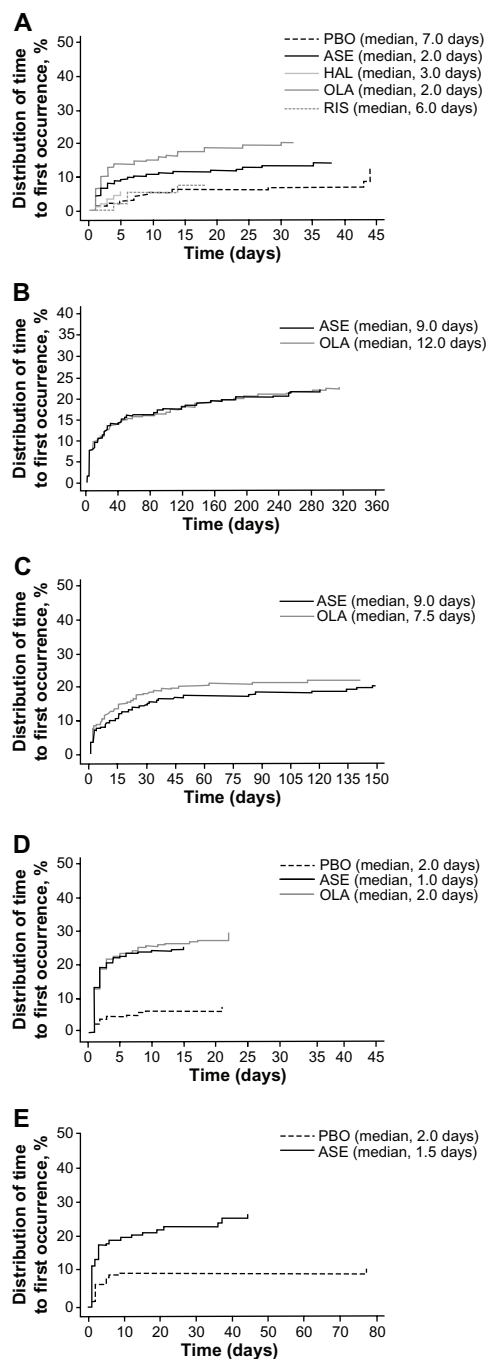 A
Distribution of time
to first occurrence, %
50
40
30
20
10
0
PBO (median, 7.0 days)
ASE (median, 2.0 days)
HAL (median, 3.0 days)
OLA (median, 2.0 days)
RIS (median, 6.0 days)
0 5 10 15 20 25 30 35 40 45
Time (days)
B
Distribution of time
to first occurrence, %
40
35
30
25
20
15
10
5
0
ASE (median, 9.0 days)
OLA (median, 12.0 days)
0 40 80 120 160 200 240 280 320 360
Time (days)
C
Distribution of time
to first occurrence, %
50
40
30
20
10
0
ASE (median, 9.0 days)
OLA (median, 7.5 days)
0 15 30 45 60 75 90 105 120 135 150
Time (days)
D
Distribution of time
to first occurrence, %
50
40
30
20
10
0
PBO (median, 2.0 days)
ASE (median, 1.0 days)
OLA (median, 2.0 days)
0 5 10 15 20 25 30 35 40 45
Time (days)
E
Distribution of time
to first occurrence, %
50
40
30
20
10
0
PBO (median, 2.0 days)
ASE (median, 1.5 days)
0 10 20 30 40 50 60 70 80
Time (days)